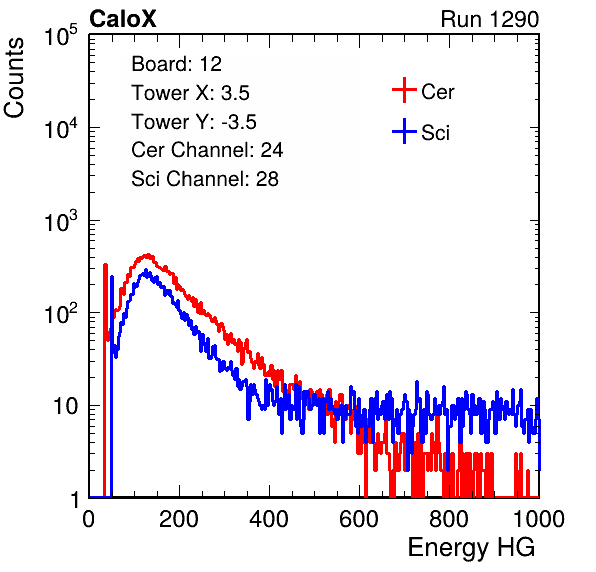 CaloX Run 1290
Counts
Board: 12
Tower X: 3.5
Tower Y: -3.5
Cer Channel: 24
Sci Channel: 28
Cer
Sci
10^5
10^4
10^3
10^2
10
1
0 200 400 600 800 1000
Energy HG